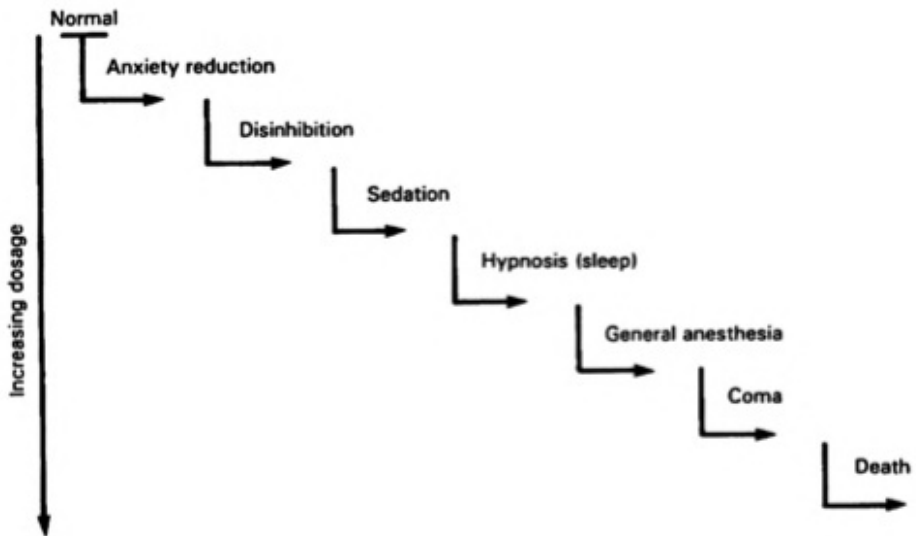 Normal
Anxiety reduction
Disinhibition
Sedation
Hypnosis (sleep)
General anesthesia
Coma
Death
Increasing dosage